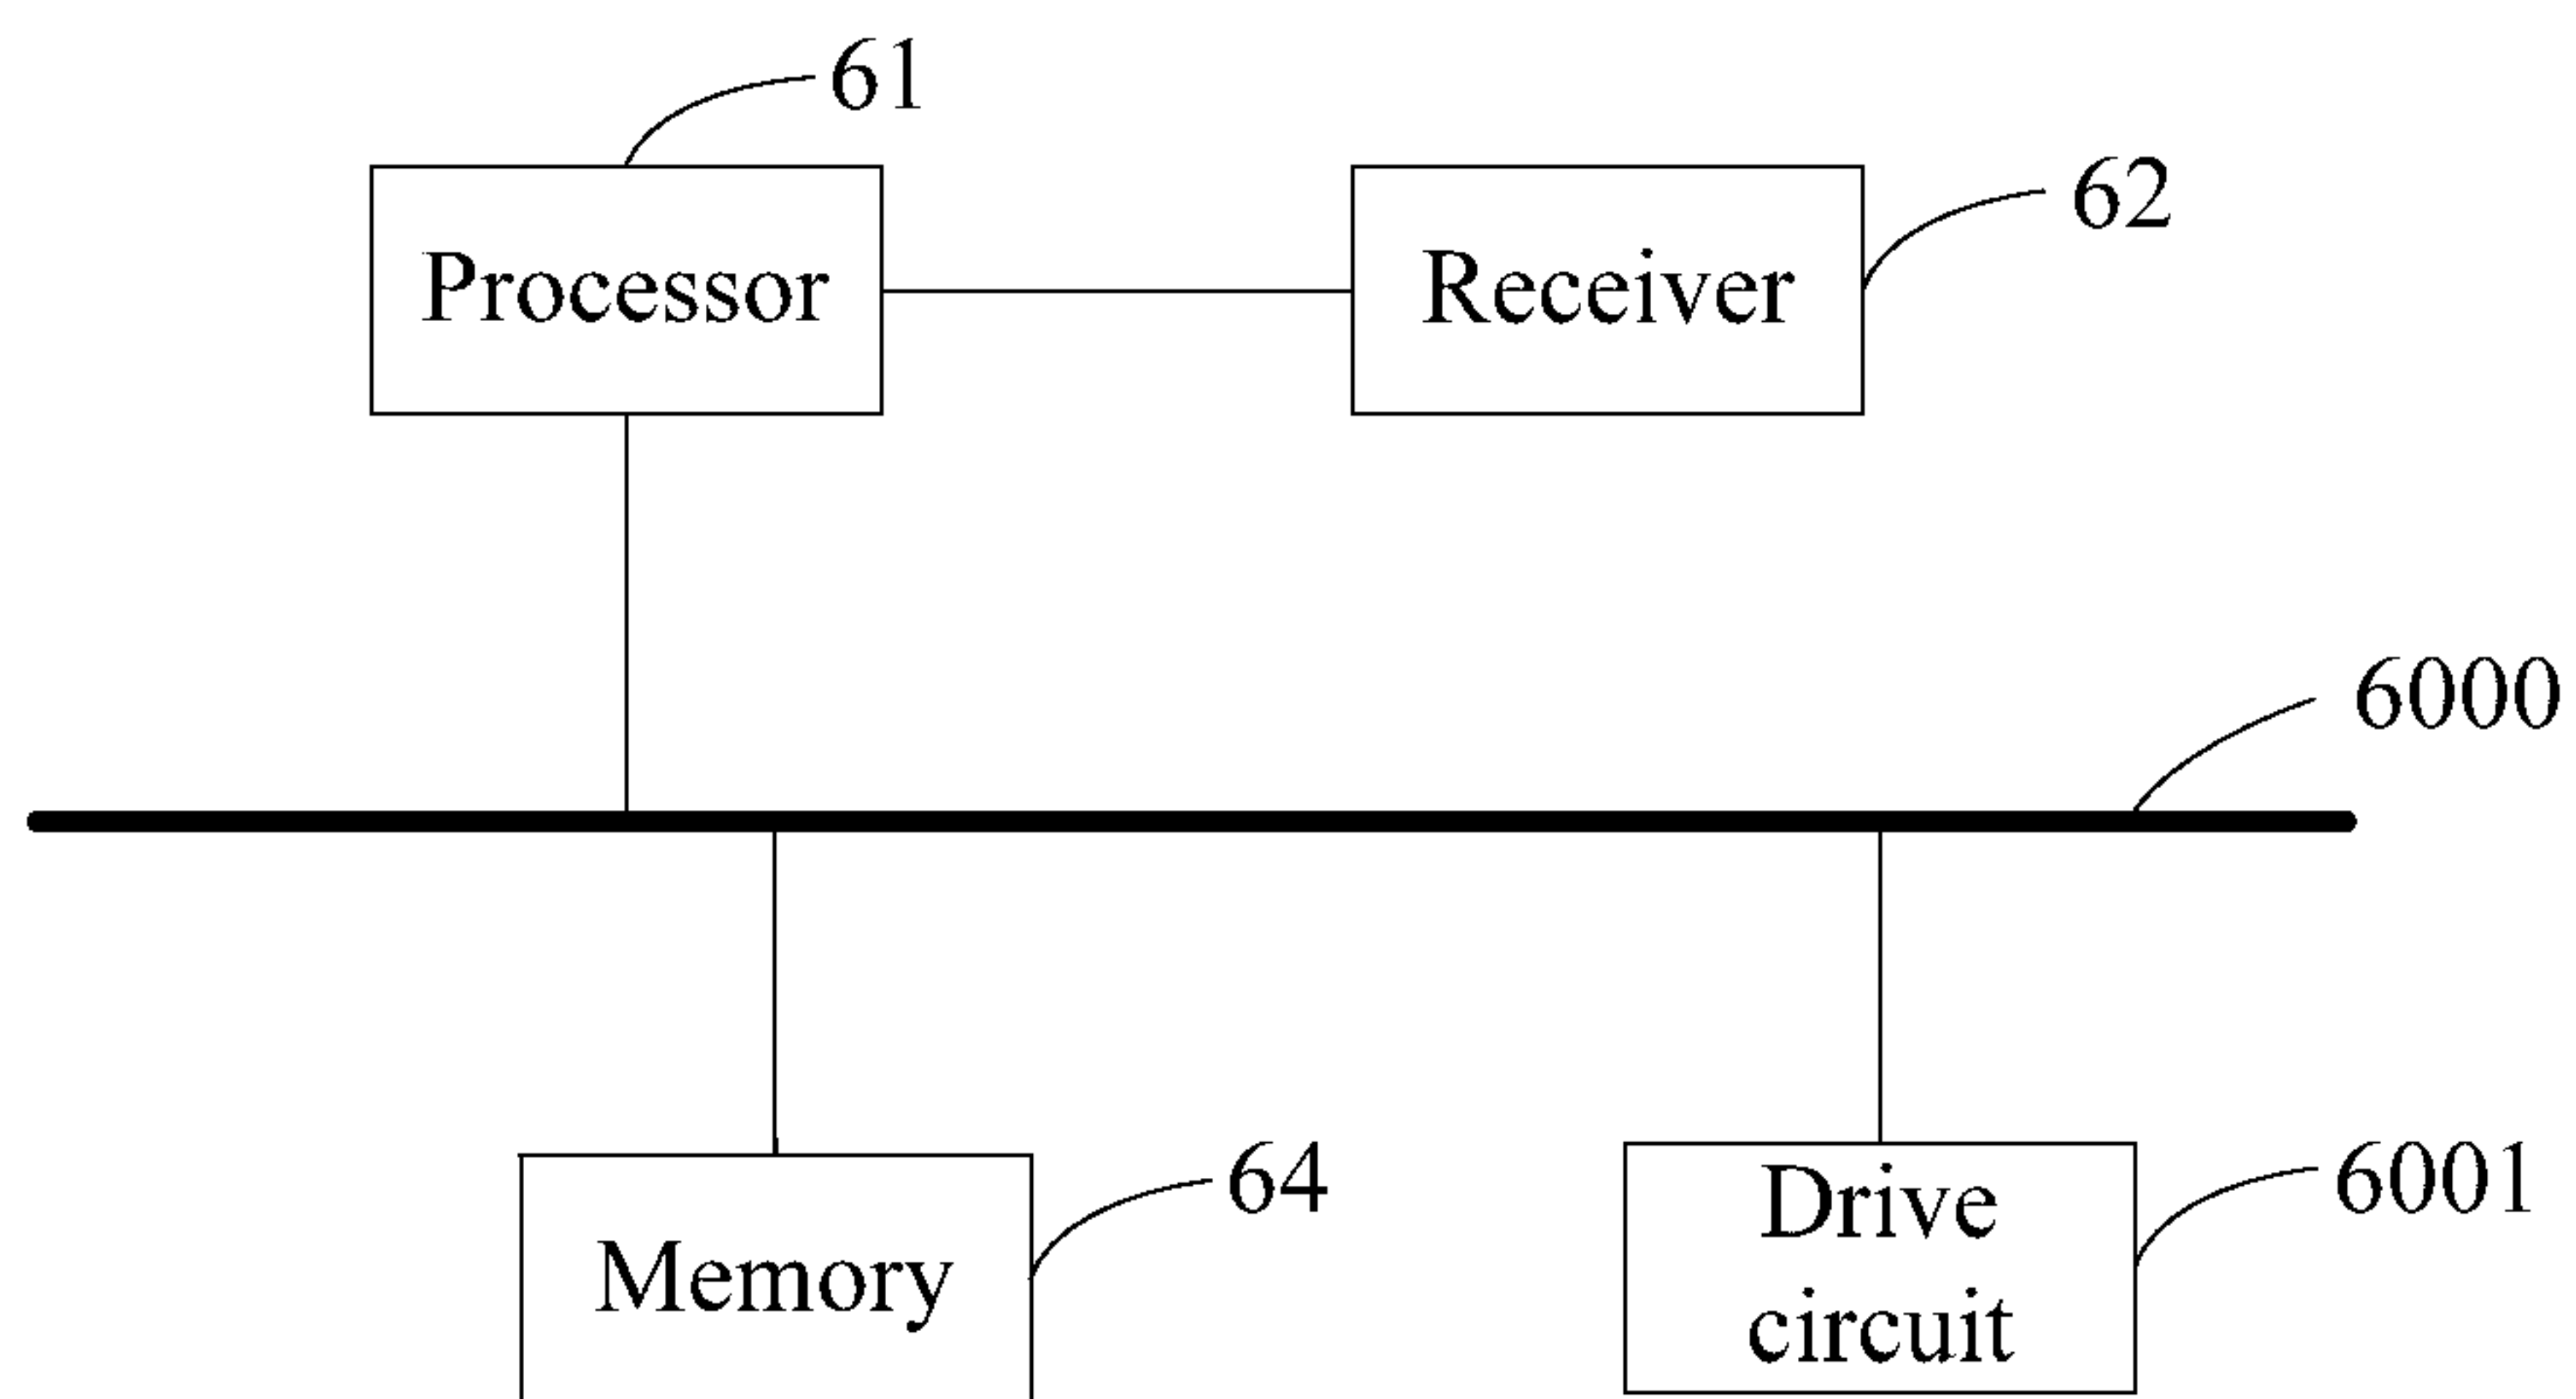 61
Processor
Receiver
62
6000
Memory
64
Drive
circuit
6001